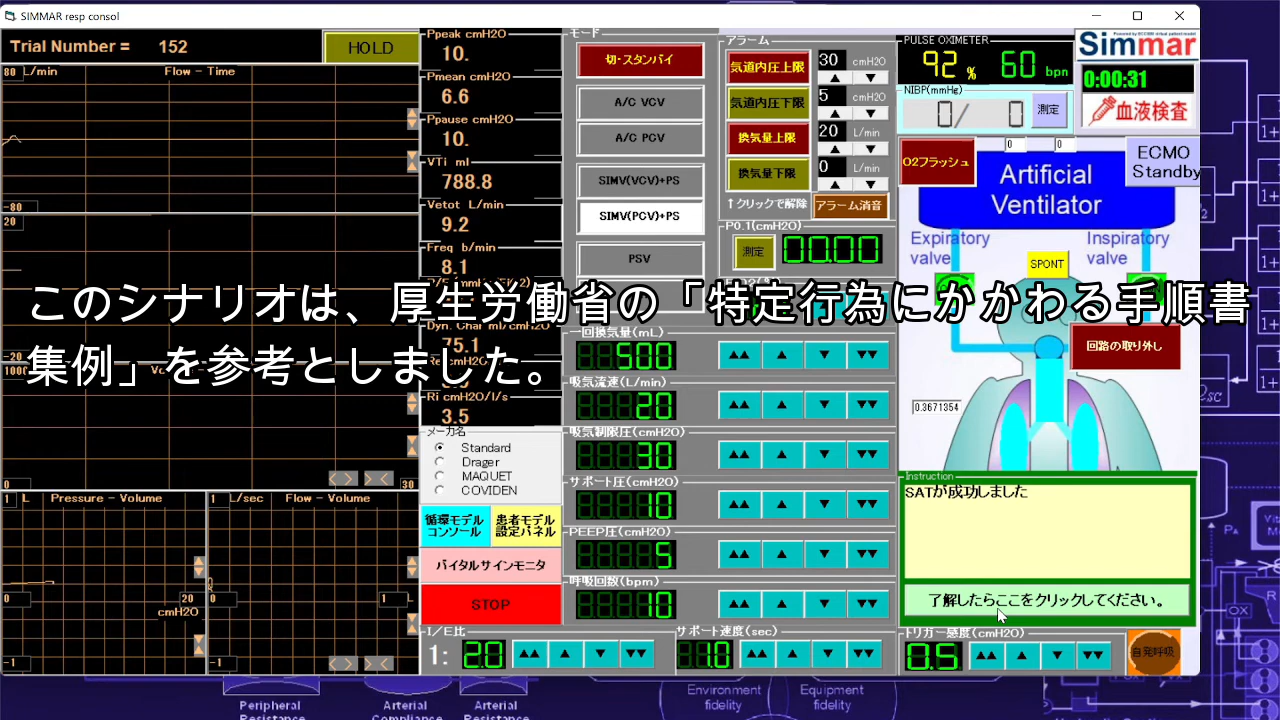 SIMMAR resp consol
Trial Number = 152
HOLD
80 L/min Flow - Time
-80
20
-20
1000
0 30
1 L Pressure - Volume
1 L/sec Flow - Volume
0 20 0 1
cmH2O
-1 -1
Ppeak cmH2O
10.
Pmean cmH2O
6.6
Ppause cmH2O
10.
VTi ml
788.8
Vetot L/min
9.2
Freq b/min
8.1
Dyn. Char ml/cmH2O
75.1
Ri cmH2O/l/s
3.5
メーカ名
Standard
Drager
MAQUET
COVIDEN
循環モデル
コンソール
患者モデル
設定パネル
バイタルサインモニタ
STOP
I/E比
1: 2.0
モード
切・スタンバイ
A/C VCV
A/C PCV
SIMV(VCV)+PS
SIMV(PCV)+PS
PSV
アラーム
気道内圧上限 30 cmH2O
気道内圧下限 5 cmH2O
換気量上限 20 L/min
換気量下限 0 L/min
↑クリックで解除 アラーム消音
P0.1(cmH2O)
測定 00.00
このシナリオは、厚生労働省の「特定行為にかかわる手順書
集例」を参考としました。
一回換気量(mL)
500
吸気流速(L/min)
20
吸気制限圧(cmH2O)
30
サポート圧(cmH2O)
10
PEEP圧(cmH2O)
5
呼吸回数(bpm)
10
サポート速度(sec)
1.0
PULSE OXIMETER
92 % 60 bpn
NIBP(mmHg)
0/ 0 測定
Powered by ECCSIM virtual patient model
Simmar
0:00:31
血液検査
O2フラッシュ
0 0
ECMO
Standby
Artificial
Ventilator
Expiratory
valve
Inspiratory
valve
SPONT
回路の取り外し
0.3671354
Instruction
SATが成功しました
了解したらここをクリックしてください。
トリガー感度(cmH2O)
0.5
自発呼吸
Peripheral
Resistance
Arterial
Compliance
Arterial
Resistance
Environment
fidelity
Equipment
fidelity
OX
R